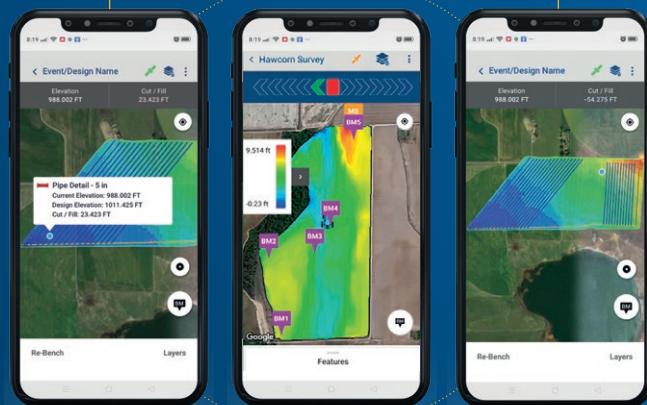 8:19
Event/Design Name
Elevation
988.002 FT
Cut / Fill
23.423 FT
Pipe Detail - 5 in
Current Elevation: 988.002 FT
Design Elevation: 1011.425 FT
Cut / Fill: 23.423 FT
BM
Re-Bench
Layers
8:19
Hawcorn Survey
9.514 ft
-0.23 ft
MB
BM5
BM4
BM3
BM2
BM1
Google
BM
Features
8:19
Event/Design Name
Elevation
988.002 FT
Cut / Fill
-54.275 FT
BM
Re-Bench
Layers